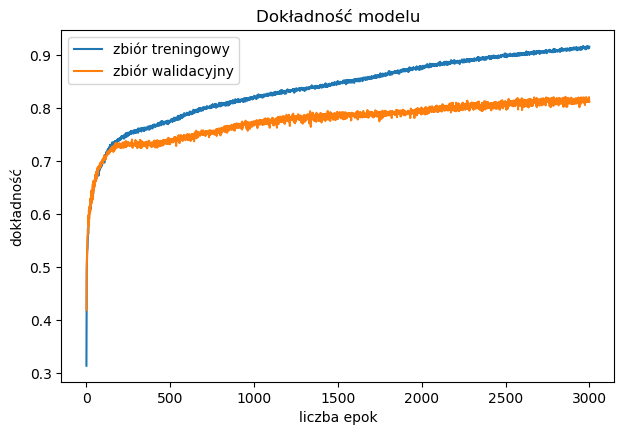 Dokładność modelu
zbiór treningowy
zbiór walidacyjny
dokładność
0.9
0.8
0.7
0.6
0.5
0.4
0.3
0 500 1000 1500 2000 2500 3000
liczba epok